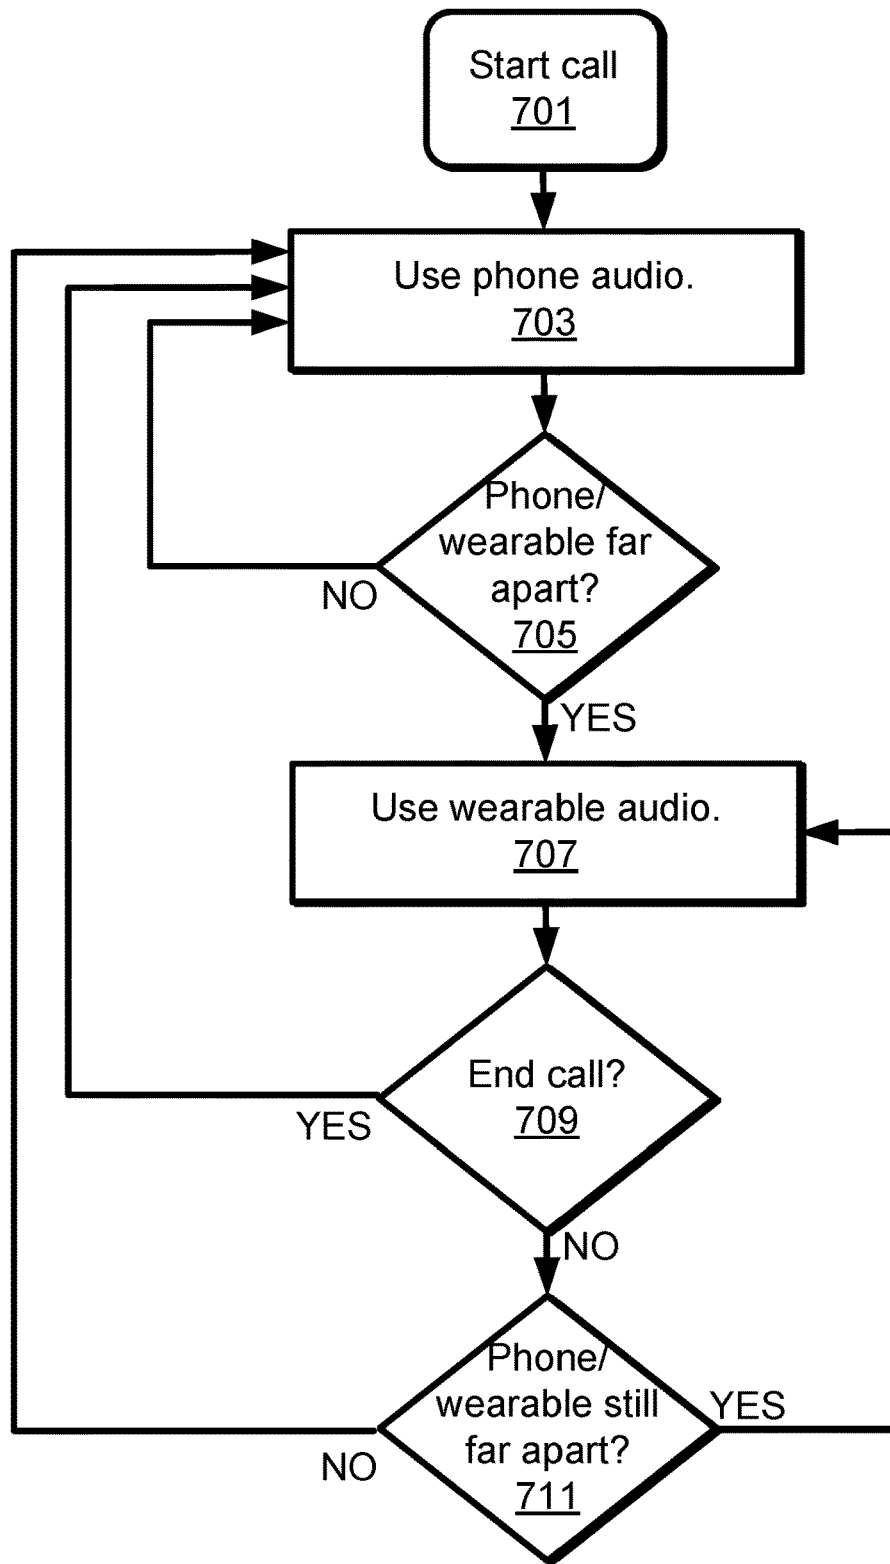 Start call
701
Use phone audio.
703
Phone/
wearable far
apart?
705
NO
YES
Use wearable audio.
707
End call?
709
YES
NO
Phone/
wearable still
far apart?
711
YES
NO